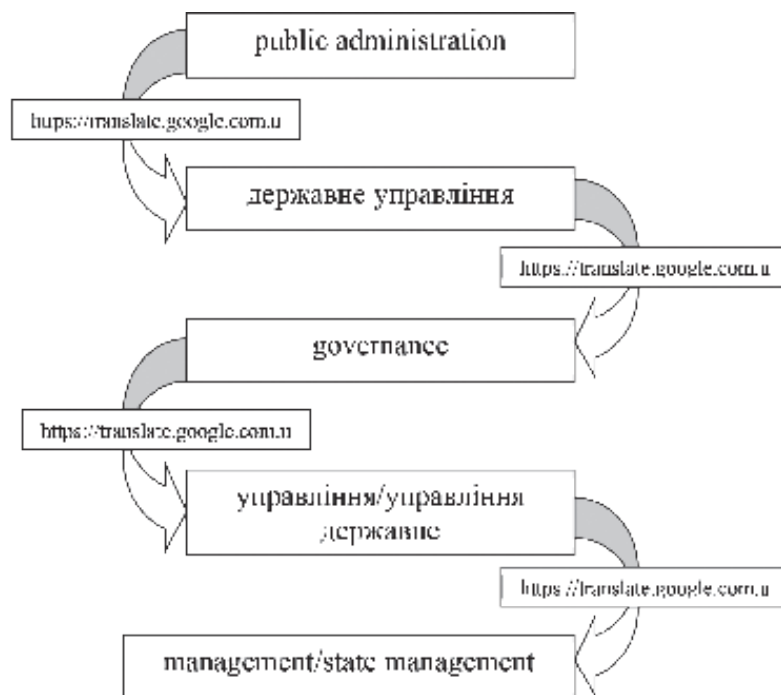 public administration
https://translate.google.com.u
державне управління
https://translate.google.com.u
governance
https://translate.google.com.u
управління/управління
державне
https://translate.google.com.u
management/state management